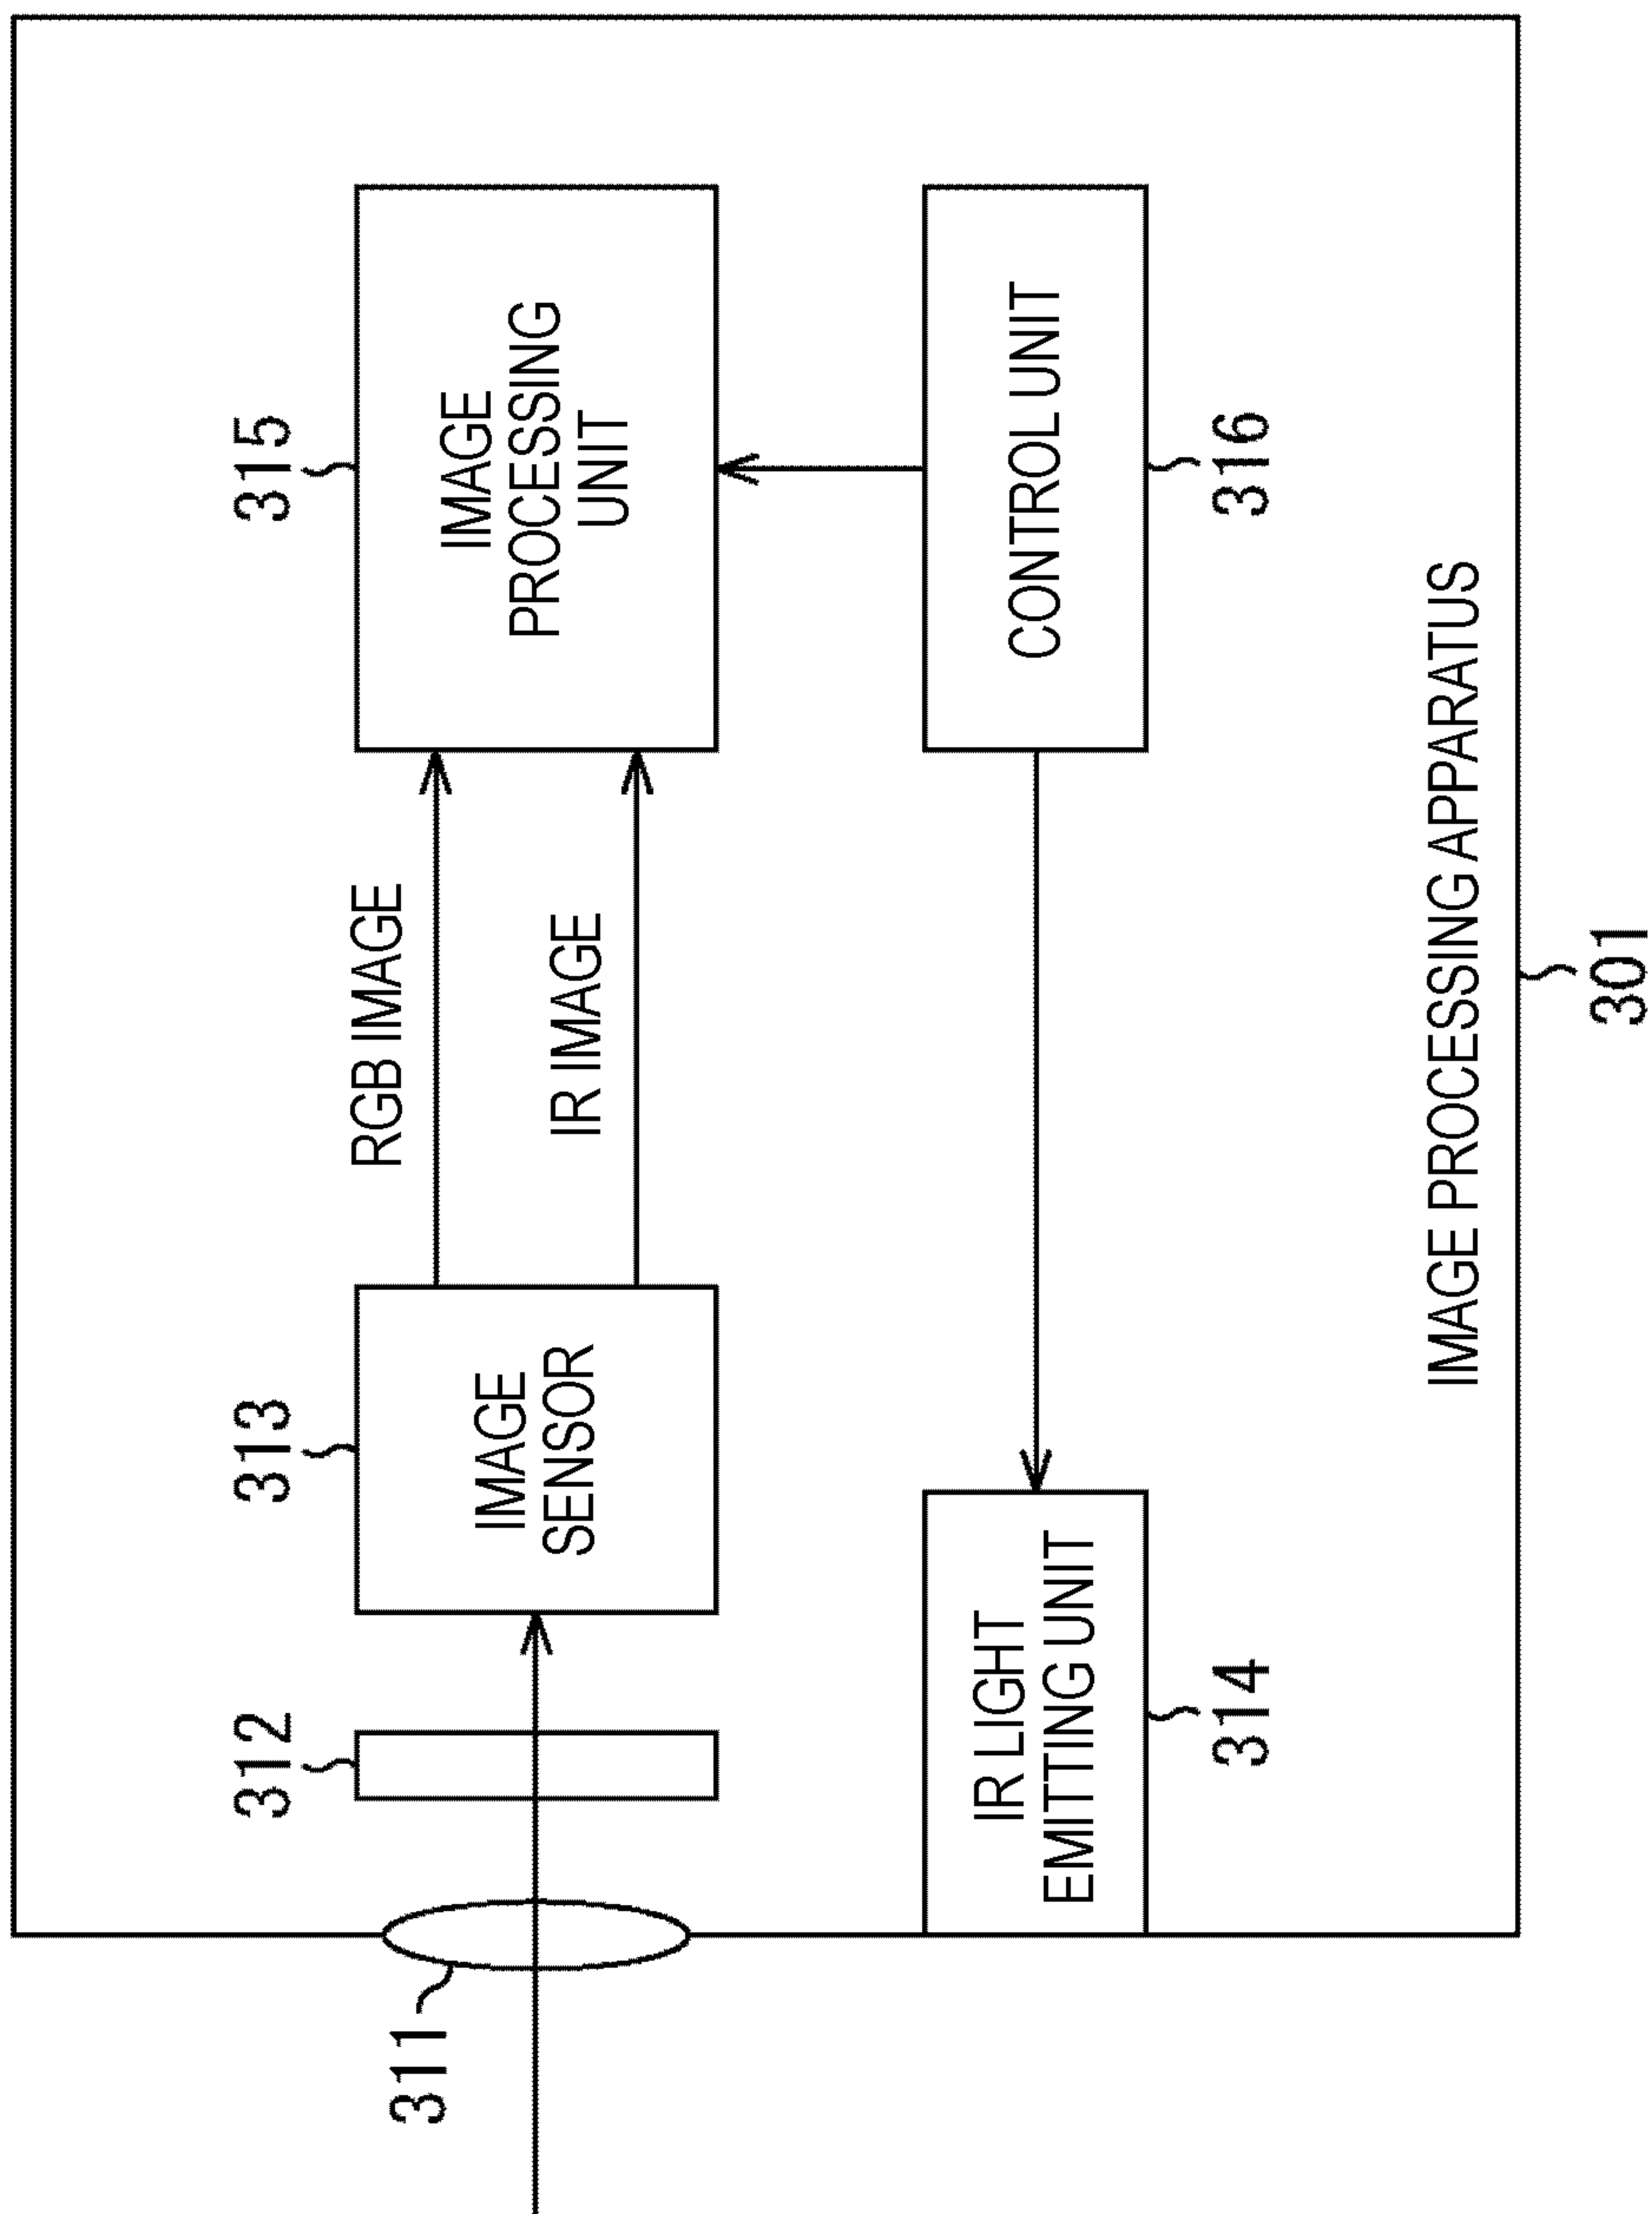 311
312
313
IMAGE
SENSOR
RGB IMAGE
IR IMAGE
315
IMAGE
PROCESSING
UNIT
IR LIGHT
EMITTING UNIT
314
CONTROL UNIT
316
IMAGE PROCESSING APPARATUS
301